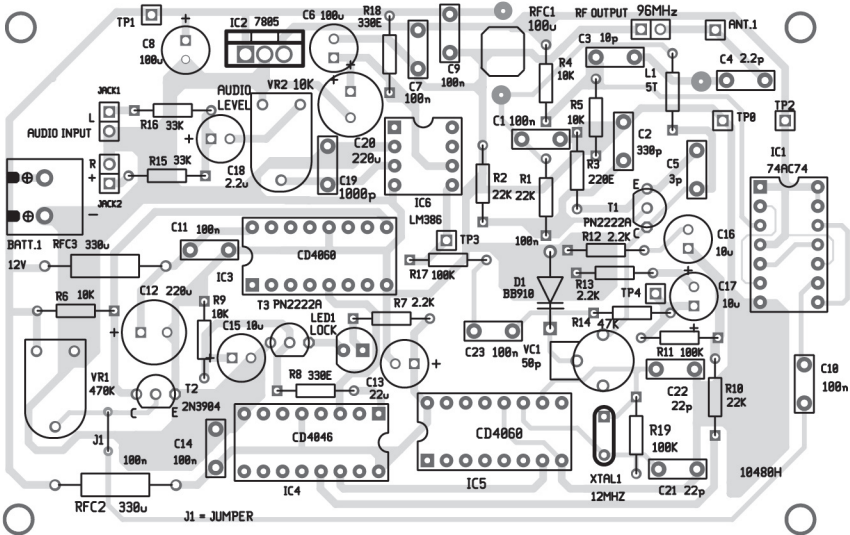 TP1
C8
100u
IC2 7805
C6 100u
R18
330E
RFC1
100u
RF OUTPUT 96MHz
ANT.1
C3 10p
C4 2.2p
C7
100n
C9
100n
R4
10K
L1
5T
JACK1
L
AUDIO INPUT
R16 33K
AUDIO
LEVEL
VR2 10K
R5
10K
TP0
TP2
C1 100n
C2
330p
C20
220u
IC1
74AC74
R
+
JACK2
R15 33K
C18
2.2u
C19
1000p
IC6
LM386
R2
22K
R1
22K
R3
220E
C5
3p
E
T1
PN2222A
C
BATT.1
-
RFC3 330u
12V
C11 100n
IC3
CD4060
TP3
R17 100K
100n
R12 2.2K
C16
10u
D1
BB910
R13
2.2K
TP4
C17
10u
R6 10K
C12 220u
R9
10K
C15 10u
T3 PN2222A
LED1
LOCK
R7 2.2K
R14 47K
C23 100n
VC1
50p
R11 100K
VR1
470K
T2
2N3904
C E
R8 330E
C13
22u
C22
22p
R10
22K
C10
100n
J1
C14
100n
100n
CD4046
IC4
CD4060
IC5
R19
100K
XTAL1
12MHZ
C21 22p
10480H
RFC2 330u
J1 = JUMPER